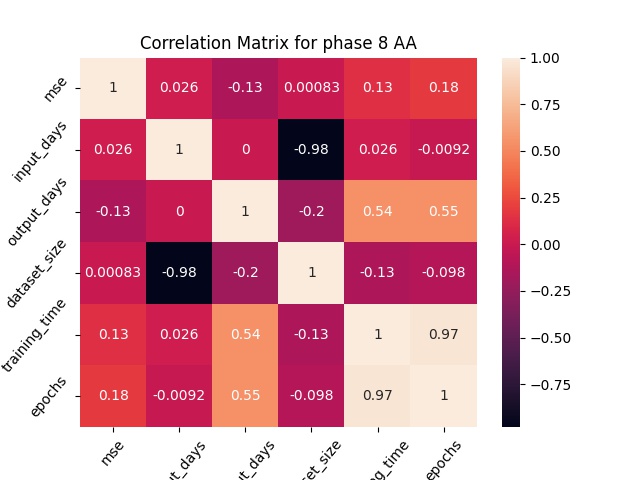 Correlation Matrix for phase 8 AA
mse 1 0.026 -0.13 0.00083 0.13 0.18
input_days 0.026 1 0 -0.98 0.026 -0.0092
output_days -0.13 0 1 -0.2 0.54 0.55
dataset_size 0.00083 -0.98 -0.2 1 -0.13 -0.098
training_time 0.13 0.026 0.54 -0.13 1 0.97
epochs 0.18 -0.0092 0.55 -0.098 0.97 1
mse ut_days ut_days set_size ng_time epochs
1.00
0.75
0.50
0.25
0.00
−0.25
−0.50
−0.75